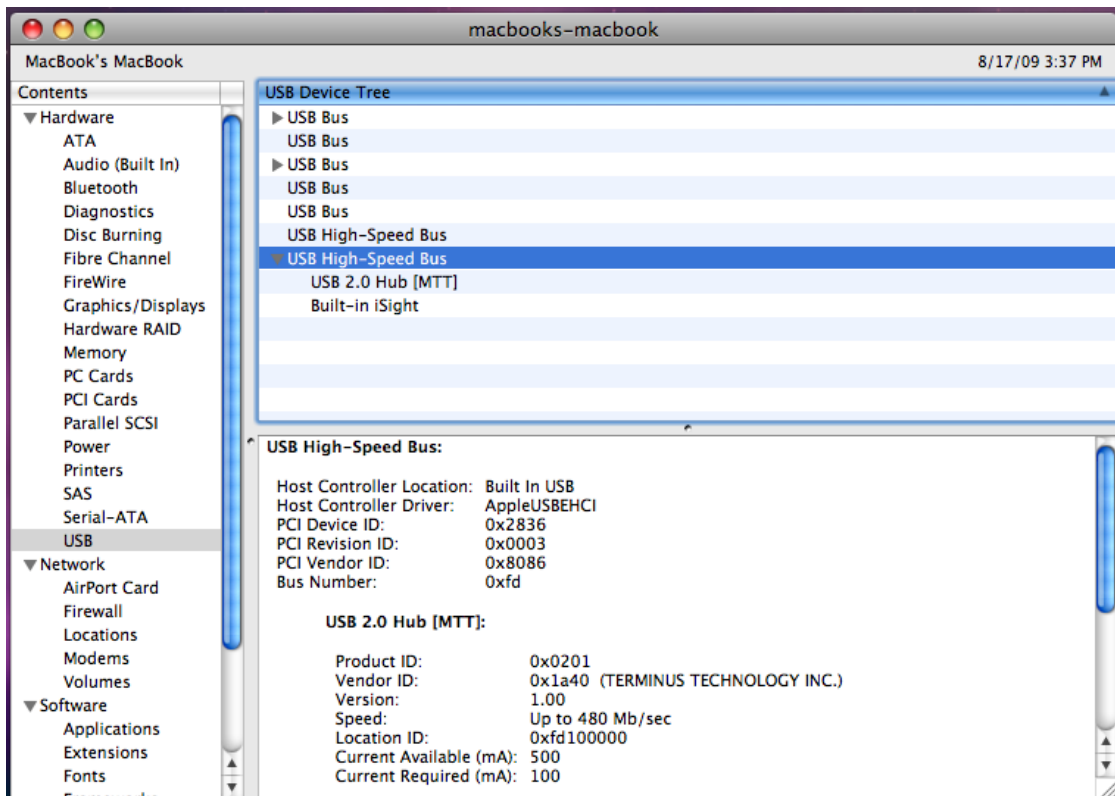 macbooks-macbook
MacBook's MacBook
8/17/09 3:37 PM
Contents
Hardware
ATA
Audio (Built In)
Bluetooth
Diagnostics
Disc Burning
Fibre Channel
FireWire
Graphics/Displays
Hardware RAID
Memory
PC Cards
PCI Cards
Parallel SCSI
Power
Printers
SAS
Serial-ATA
USB
Network
AirPort Card
Firewall
Locations
Modems
Volumes
Software
Applications
Extensions
Fonts
USB Device Tree
USB Bus
USB Bus
USB Bus
USB Bus
USB Bus
USB High-Speed Bus
USB High-Speed Bus
USB 2.0 Hub [MTT]
Built-in iSight
USB High-Speed Bus:
Host Controller Location: Built In USB
Host Controller Driver: AppleUSBEHCI
PCI Device ID: 0x2836
PCI Revision ID: 0x0003
PCI Vendor ID: 0x8086
Bus Number: 0xfd
USB 2.0 Hub [MTT]:
Product ID: 0x0201
Vendor ID: 0x1a40 (TERMINUS TECHNOLOGY INC.)
Version: 1.00
Speed: Up to 480 Mb/sec
Location ID: 0xfd100000
Current Available (mA): 500
Current Required (mA): 100